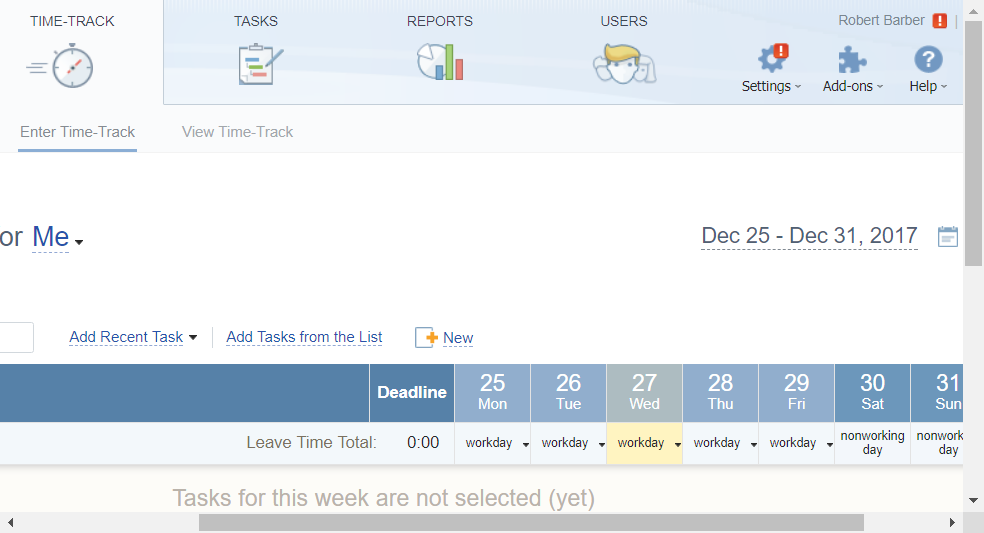 TIME-TRACK TASKS REPORTS USERS Robert Barber
Settings Add-ons Help
Enter Time-Track View Time-Track
or Me Dec 25 - Dec 31, 2017
Add Recent Task Add Tasks from the List New
Deadline 25 26 27 28 29 30 31
Mon Tue Wed Thu Fri Sat Sun
Leave Time Total: 0:00 workday workday workday workday workday nonworking day nonwork day
Tasks for this week are not selected (yet)